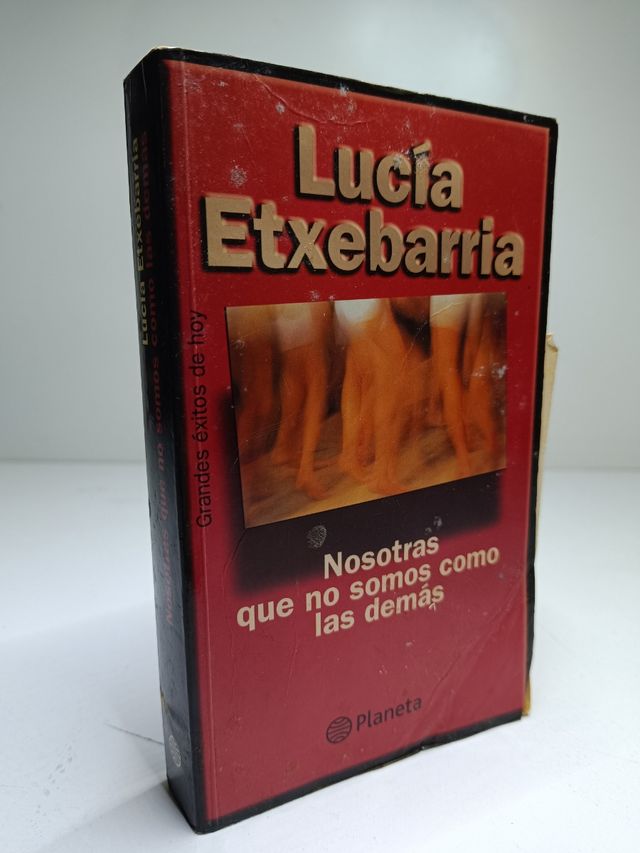 Lucía
Etxebarria
Grandes éxitos de hoy
Nosotras
que no somos como
las demás
Planeta
Lucía Etxebarria
Nosotras que no somos como las demás